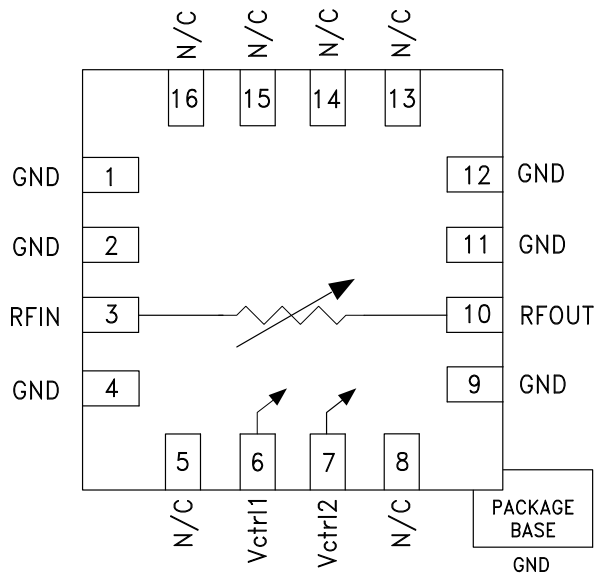 N/C N/C N/C N/C
16 15 14 13
GND 1 12 GND
GND 2 11 GND
RFIN 3 10 RFOUT
GND 4 9 GND
5 6 7 8
N/C Vctrl1 Vctrl2 N/C
PACKAGE
BASE
GND